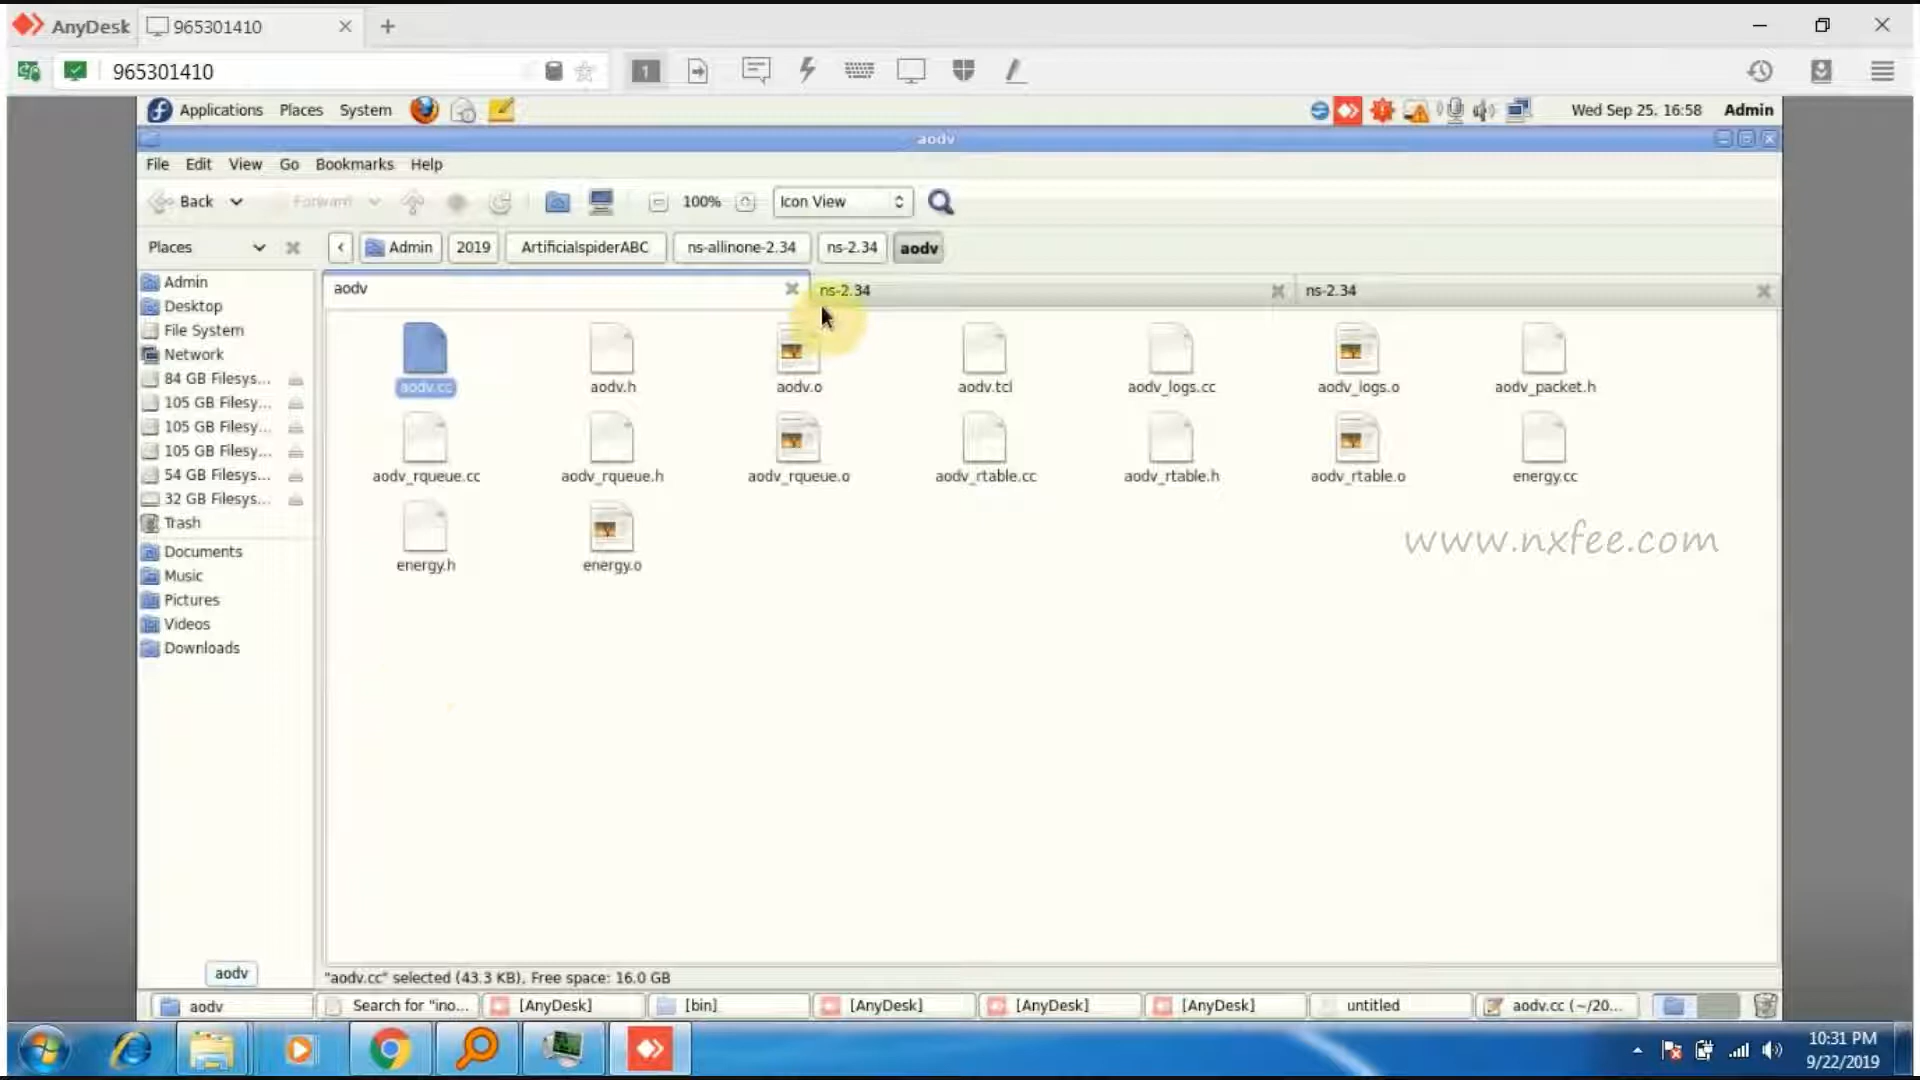 AnyDesk 965301410
965301410 1
Applications Places System Wed Sep 25, 16:58 Admin
aodv
File Edit View Go Bookmarks Help
Back Forward 100% Icon View
Places Admin 2019 ArtificialspiderABC ns-allinone-2.34 ns-2.34 aodv
aodv ns-2.34 ns-2.34
Admin
Desktop
File System
Network
84 GB Filesys...
105 GB Filesy...
105 GB Filesy...
105 GB Filesy...
54 GB Filesys...
32 GB Filesys...
Trash
Documents
Music
Pictures
Videos
Downloads
aodv.cc aodv.h aodv.o aodv.tcl aodv_logs.cc aodv_logs.o aodv_packet.h
aodv_rqueue.cc aodv_rqueue.h aodv_rqueue.o aodv_rtable.cc aodv_rtable.h aodv_rtable.o energy.cc
energy.h energy.o
www.nxfee.com
aodv
"aodv.cc" selected (43.3 KB), Free space: 16.0 GB
aodv Search for "ino... [AnyDesk] [bin] [AnyDesk] [AnyDesk] [AnyDesk] untitled aodv.cc (~/20...
10:31 PM
9/22/2019